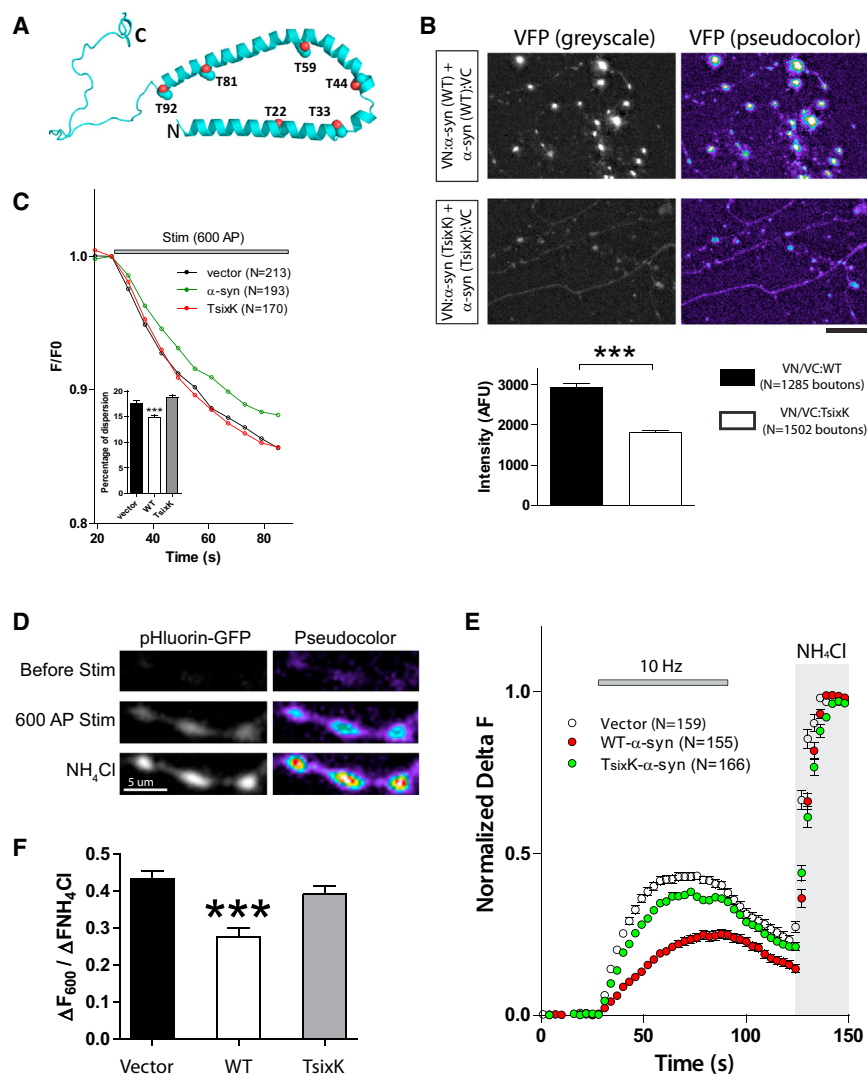 A
C
T59
T81
T44
T92
T22
T33
N
B
VFP (greyscale)
VFP (pseudocolor)
VN:α-syn (WT) +
α-syn (WT):VC
VN:α-syn (TsixK) +
α-syn (TsixK):VC
***
Intensity (AFU)
3000
2000
1000
0
VN/VC:WT
(N=1285 boutons)
VN/VC:TsixK
(N=1502 boutons)
C
Stim (600 AP)
vector (N=213)
α-syn (N=193)
TsixK (N=170)
F/F0
1.0
0.9
0.8
20
40
60
80
Time (s)
Percentage of dispersion
20
15
10
5
0
***
vector
WT
TsixK
D
pHluorin-GFP
Pseudocolor
Before Stim
600 AP Stim
NH₄Cl
5 um
E
NH₄Cl
10 Hz
Vector (N=159)
WT-α-syn (N=155)
TsixK-α-syn (N=166)
Normalized Delta F
1.0
0.5
0.0
0
50
100
150
Time (s)
F
ΔF₆₀₀ / ΔFNH₄Cl
0.5
0.4
0.3
0.2
0.1
0.0
***
Vector
WT
TsixK